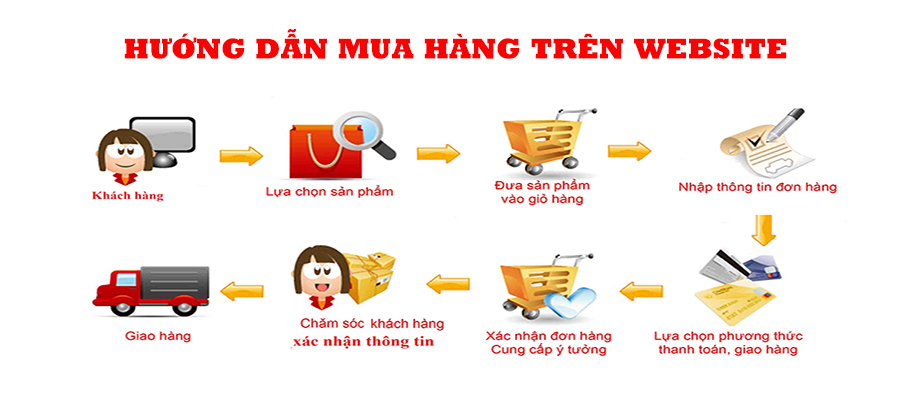 HƯỚNG DẪN MUA HÀNG TRÊN WEBSITE
Khách hàng
Lựa chọn sản phẩm
Đưa sản phẩm
vào giỏ hàng
Nhập thông tin đơn hàng
Lựa chọn phương thức
thanh toán, giao hàng
Xác nhận đơn hàng
Cung cấp ý tưởng
Chăm sóc khách hàng
xác nhận thông tin
Giao hàng